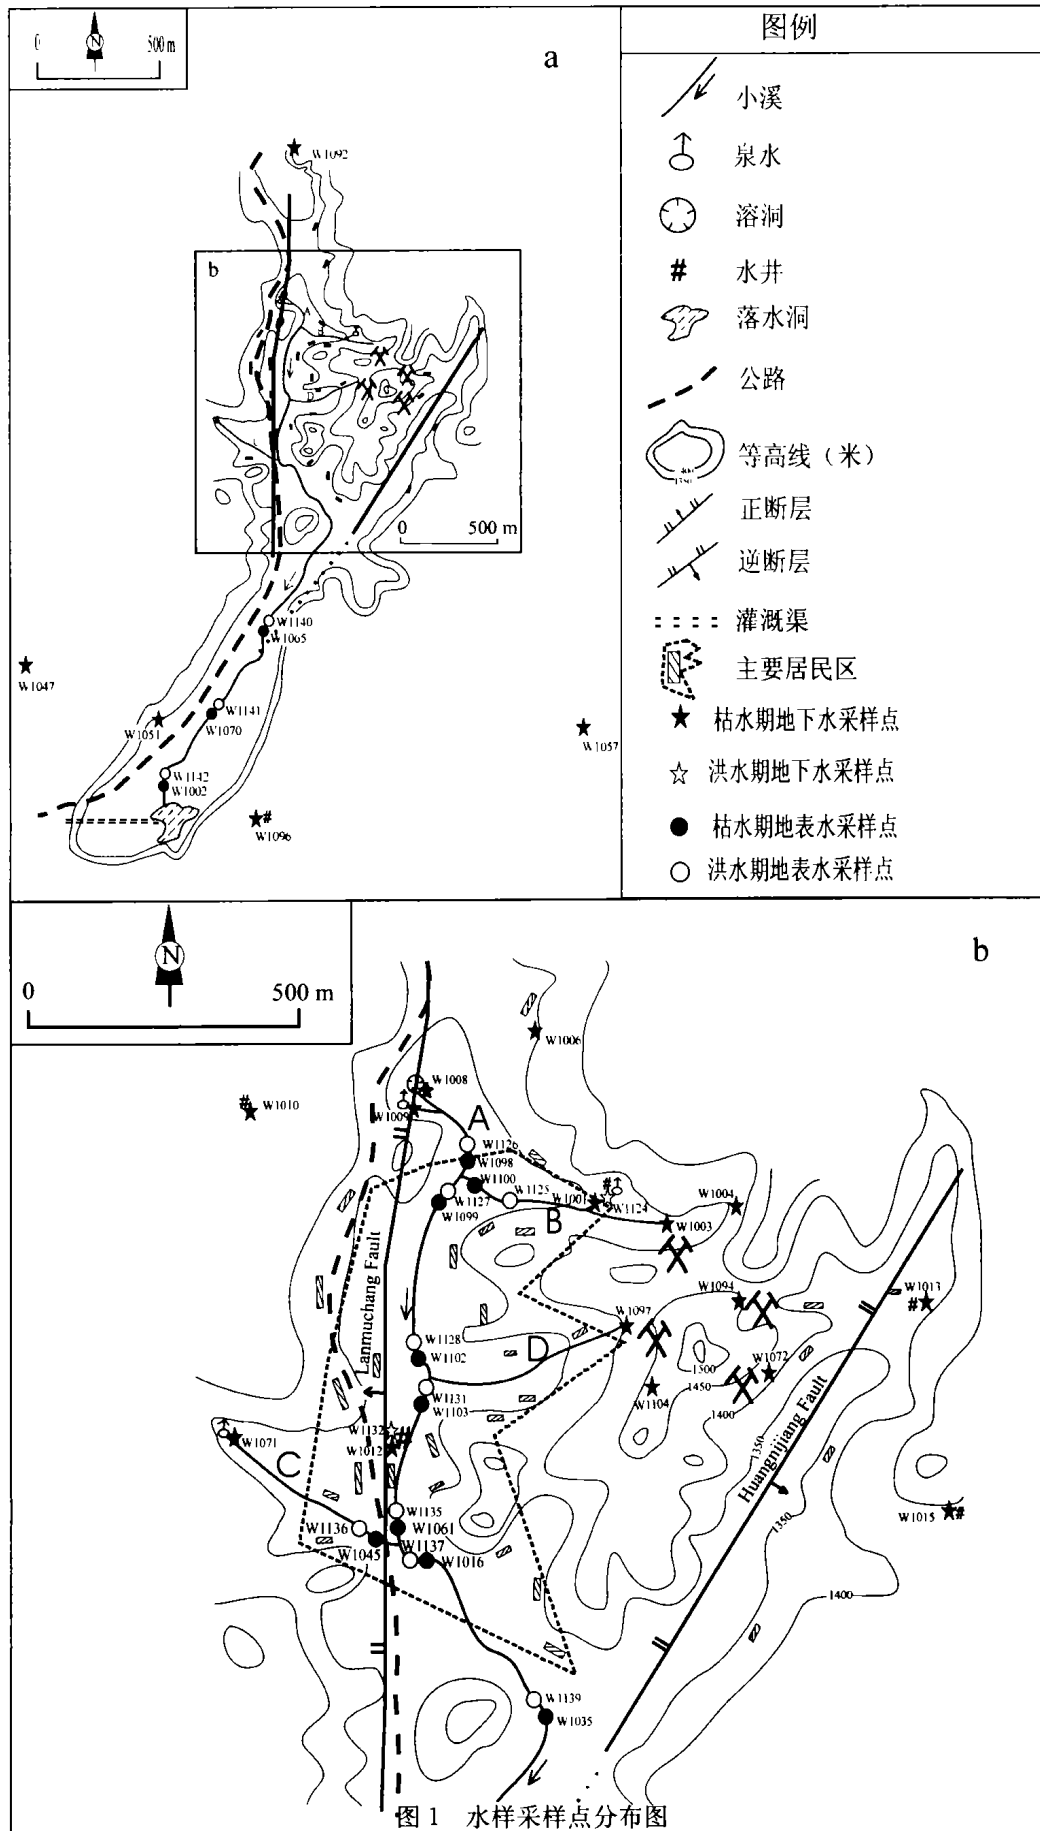 0 N 500 m
a
W1092
b
D
0 500 m
W1140
W1065
W1047
W1141
W1070
W1051
W1057
W1142
W1002
#
W1096
图例
小溪
泉水
溶洞
# 水井
落水洞
公路
400
1350
等高线（米）
正断层
逆断层
灌溉渠
主要居民区
枯水期地下水采样点
洪水期地下水采样点
枯水期地表水采样点
洪水期地表水采样点
N
0 500 m
b
W1006
W1008
# W1010
W1009
A
W1126
W1098
W1100
W1125
W1001
#
W1124
W1004
W1127
W1099
B
W1003
Lanmuchang Fault
W1094
W1013
#
W1097
W1128
W1102
D
1500
W1072
1450
W1104
1400
W1131
W1103
Huangnijiang Fault
1350
W1132
W1012
#
W1071
C
1350
W1015 #
W1135
W1136
W1061
W1045
W1137
W1016
1400
W1139
W1035
图 1 水样采样点分布图